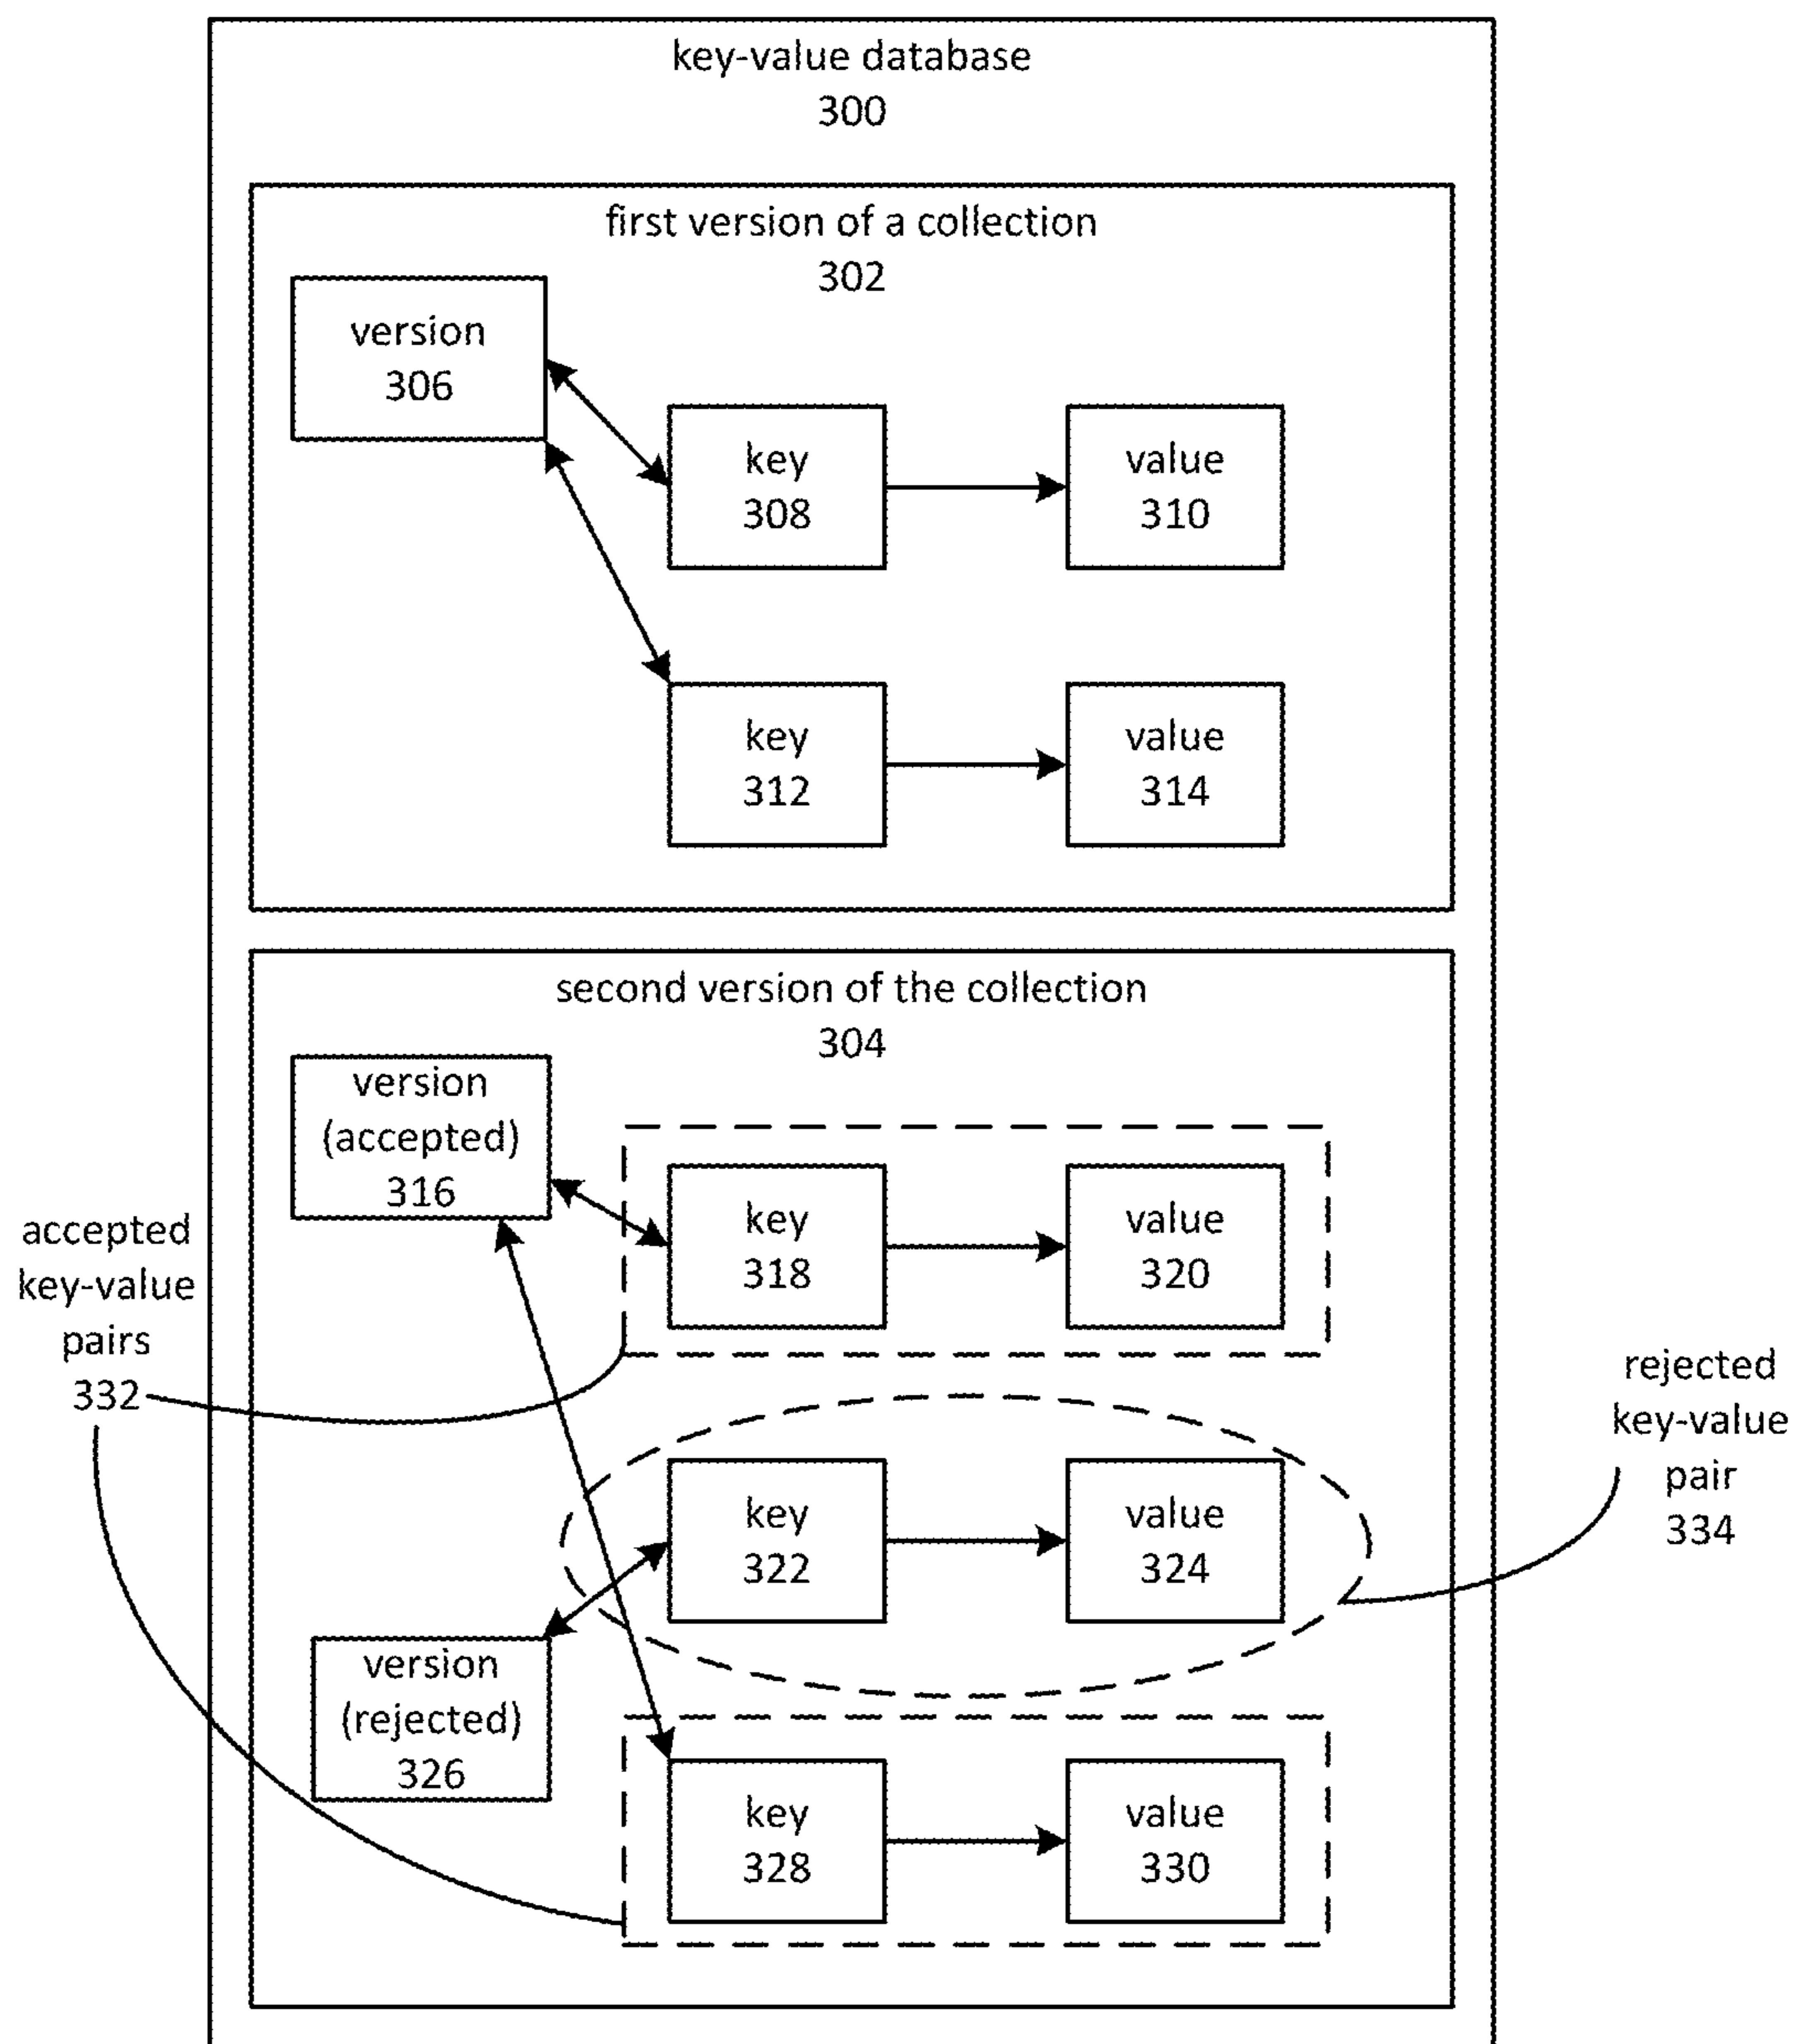 key-value database
300
first version of a collection
302
version
306
key
308
value
310
key
312
value
314
second version of the collection
304
version
(accepted)
316
key
318
value
320
accepted
key-value
pairs
332
rejected
key-value
pair
334
key
322
value
324
version
(rejected)
326
key
328
value
330